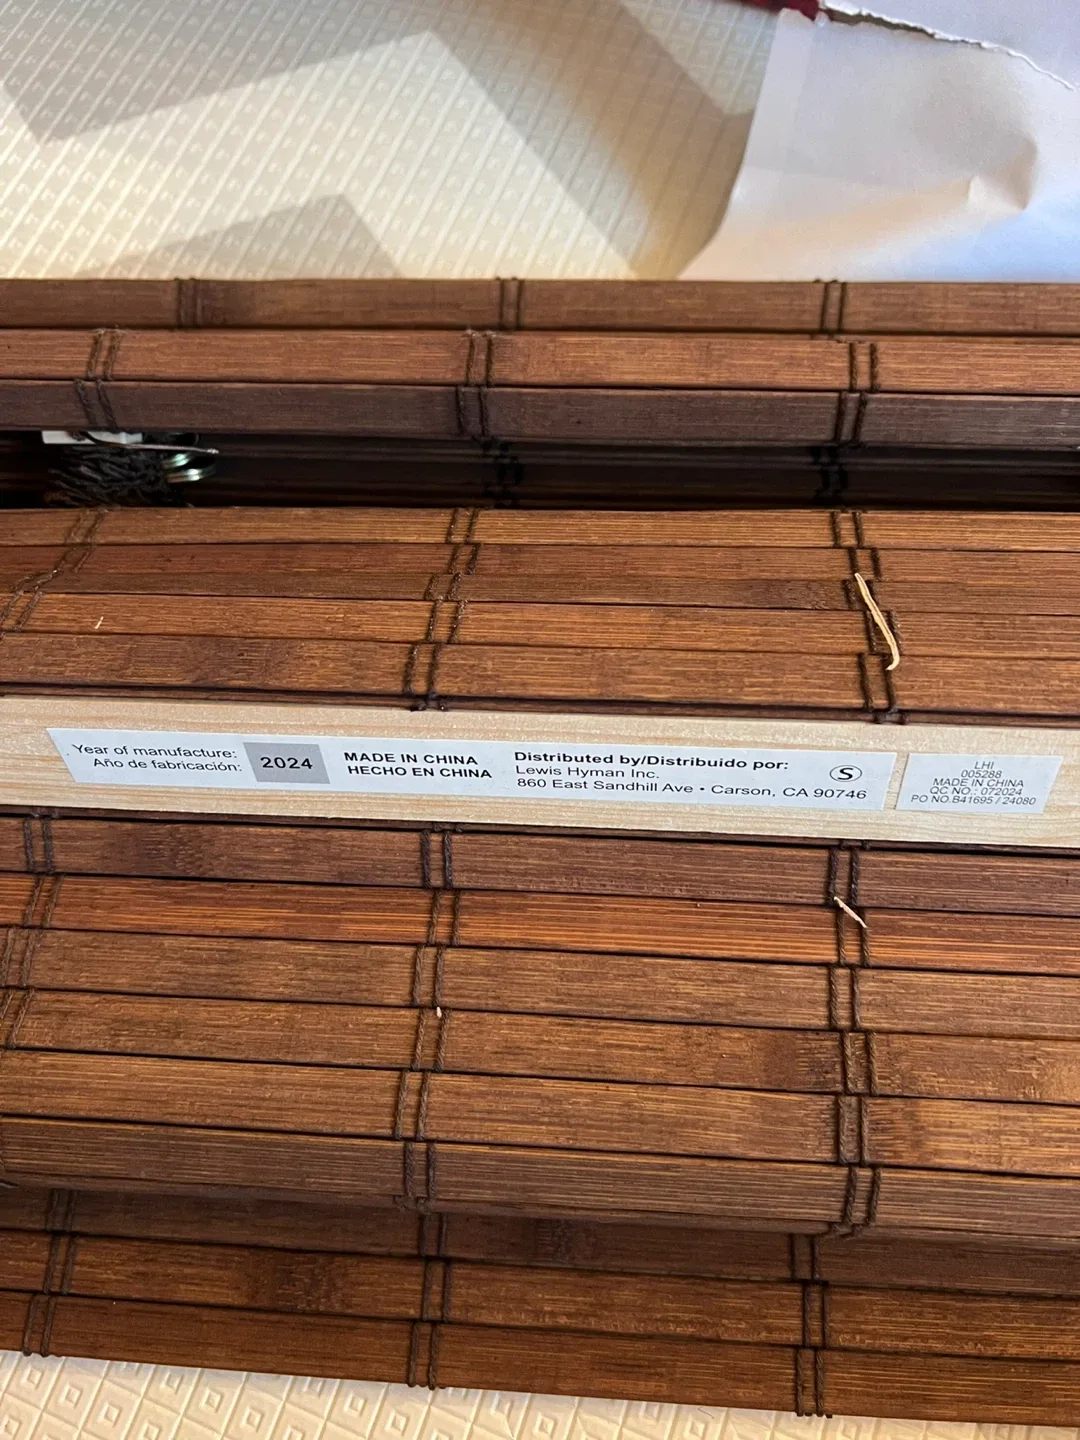 Year of manufacture:
Año de fabricación:
2024
MADE IN CHINA
HECHO EN CHINA
Distributed by/Distribuido por:
Lewis Hyman Inc.
860 East Sandhill Ave • Carson, CA 90746
S
LHI
005288
MADE IN CHINA
QC NO.: 072024
PO NO.B41695 / 24080